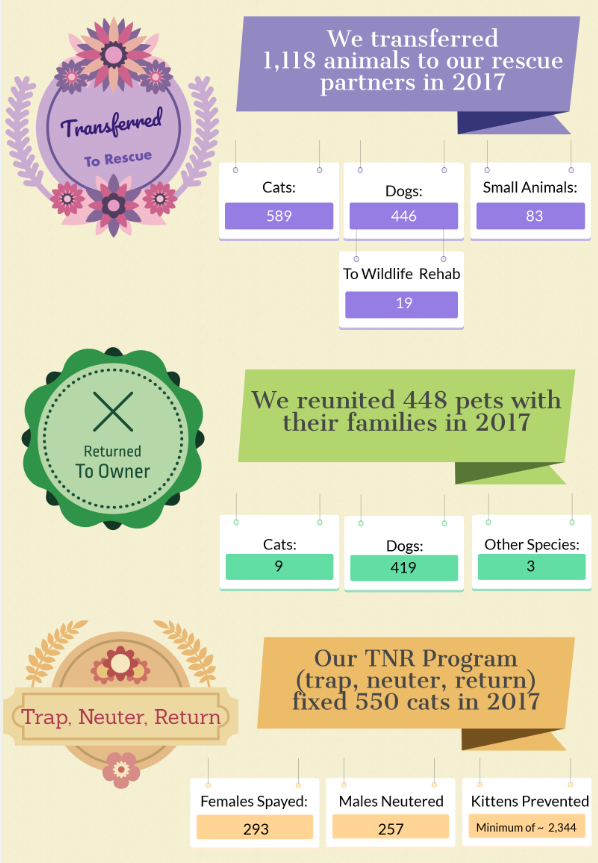 Transferred
To Rescue
We transferred
1,118 animals to our rescue
partners in 2017
Cats:
589
Dogs:
446
Small Animals:
83
To Wildlife Rehab
19
Returned
To Owner
We reunited 448 pets with
their families in 2017
Cats:
9
Dogs:
419
Other Species:
3
Trap, Neuter, Return
Our TNR Program
(trap, neuter, return)
fixed 550 cats in 2017
Females Spayed:
293
Males Neutered
257
Kittens Prevented
Minimum of ~ 2,344